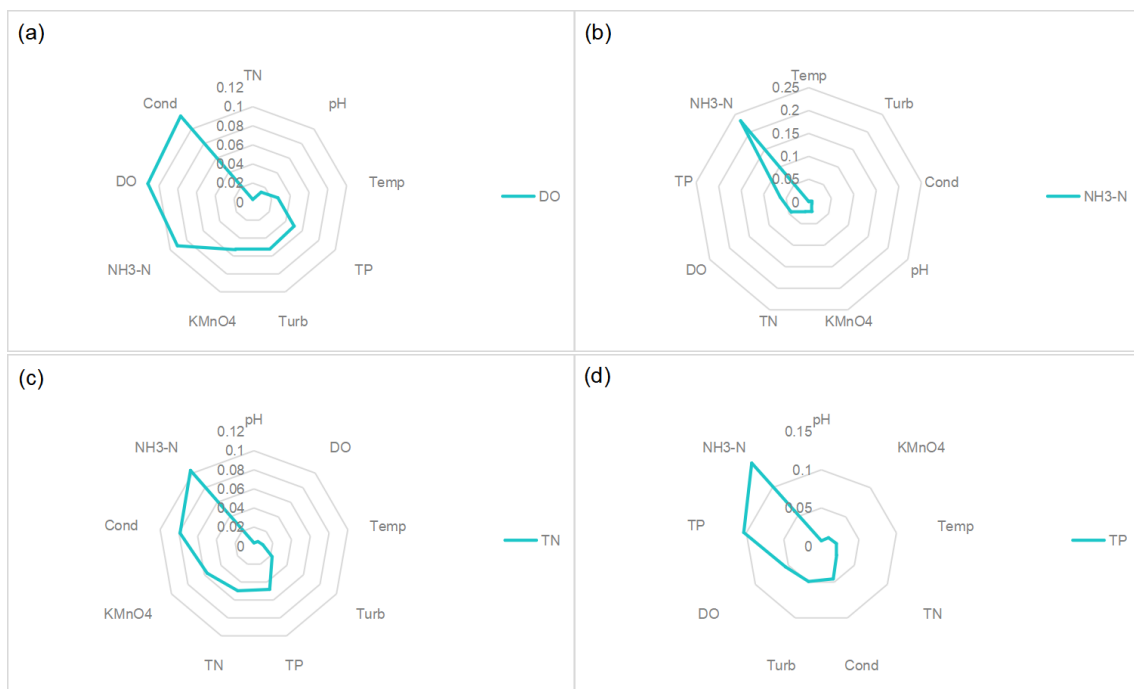 (a)
TN
0.12
0.1
0.08
0.06
0.04
0.02
0
pH
Temp
TP
Turb
KMnO4
NH3-N
DO
Cond
DO
(b)
Temp
0.25
0.2
0.15
0.1
0.05
0
Turb
Cond
pH
KMnO4
TN
DO
TP
NH3-N
NH3-N
(c)
pH
0.12
0.1
0.08
0.06
0.04
0.02
0
DO
Temp
Turb
TP
TN
KMnO4
Cond
NH3-N
TN
(d)
pH
0.15
0.1
0.05
0
KMnO4
Temp
TN
Cond
Turb
DO
TP
NH3-N
TP